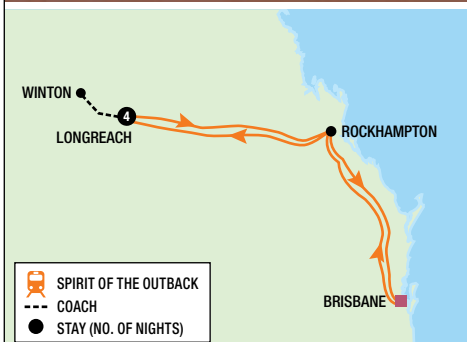 WINTON
4
LONGREACH
ROCKHAMPTON
BRISBANE
SPIRIT OF THE OUTBACK
COACH
STAY (NO. OF NIGHTS)